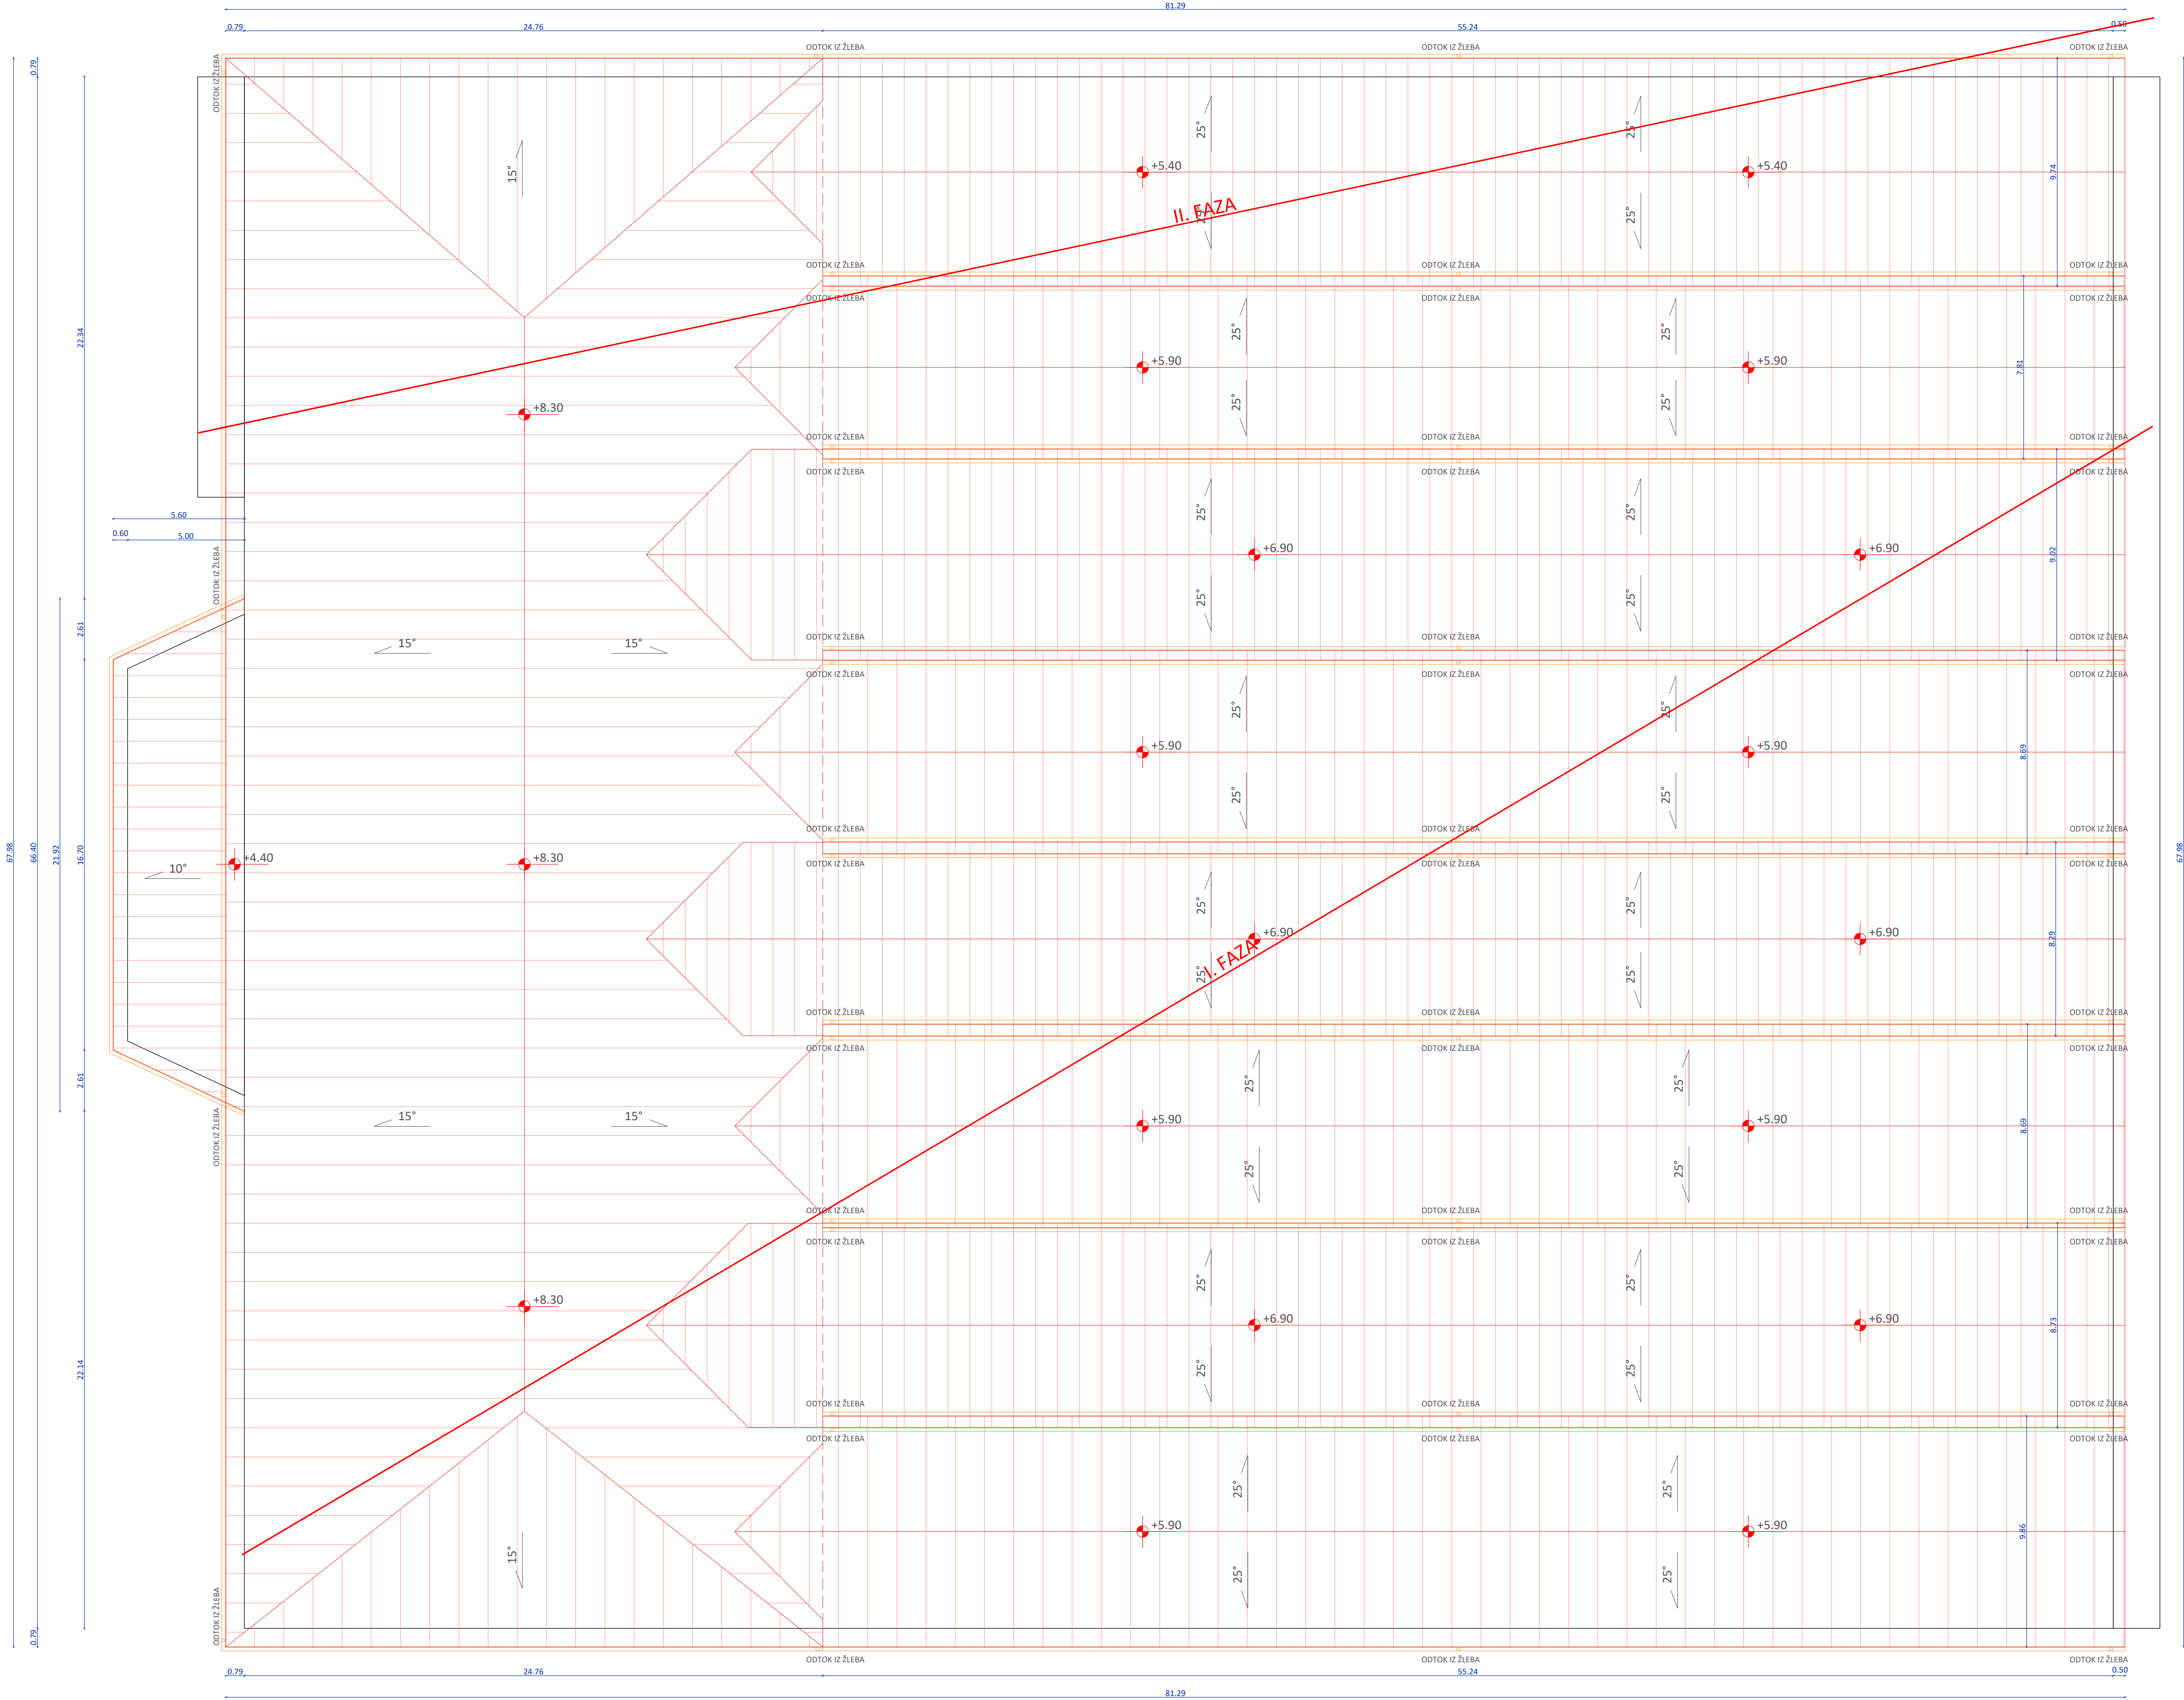 81.29
0.79 24.76 55.24 0.50
ODTOK IZ ŽLEBA ODTOK IZ ŽLEBA ODTOK IZ ŽLEBA
0.79
ODTOK IZ ŽLEBA
15°
25° 25°
+5.40 +5.40
9.74
II. FAZA
25° 25°
ODTOK IZ ŽLEBA ODTOK IZ ŽLEBA ODTOK IZ ŽLEBA
ODTOK IZ ŽLEBA ODTOK IZ ŽLEBA ODTOK IZ ŽLEBA
22.34
25° 25°
+5.90 +5.90
7.81
+8.30
25° 25°
ODTOK IZ ŽLEBA ODTOK IZ ŽLEBA ODTOK IZ ŽLEBA
ODTOK IZ ŽLEBA ODTOK IZ ŽLEBA ODTOK IZ ŽLEBA
5.60
25° 25°
0.60 5.00
+6.90 +6.90
9.02
ODTOK IZ ŽLEBA
25° 25°
2.61
ODTOK IZ ŽLEBA ODTOK IZ ŽLEBA ODTOK IZ ŽLEBA
15° 15°
ODTOK IZ ŽLEBA ODTOK IZ ŽLEBA ODTOK IZ ŽLEBA
25° 25°
+5.90 +5.90
8.69
25° 25°
ODTOK IZ ŽLEBA ODTOK IZ ŽLEBA ODTOK IZ ŽLEBA
67.98 66.40 21.92 16.70
+4.40 +8.30
67.98
ODTOK IZ ŽLEBA ODTOK IZ ŽLEBA ODTOK IZ ŽLEBA
10°
25° 25°
+6.90 +6.90
8.29
I. FAZA
25° 25°
ODTOK IZ ŽLEBA ODTOK IZ ŽLEBA ODTOK IZ ŽLEBA
ODTOK IZ ŽLEBA ODTOK IZ ŽLEBA ODTOK IZ ŽLEBA
2.61
25° 25°
15° 15°
+5.90 +5.90
8.69
ODTOK IZ ŽLEBA
25° 25°
ODTOK IZ ŽLEBA ODTOK IZ ŽLEBA ODTOK IZ ŽLEBA
ODTOK IZ ŽLEBA ODTOK IZ ŽLEBA ODTOK IZ ŽLEBA
25° 25°
+8.30
+6.90 +6.90
8.73
22.14
25° 25°
ODTOK IZ ŽLEBA ODTOK IZ ŽLEBA ODTOK IZ ŽLEBA
ODTOK IZ ŽLEBA ODTOK IZ ŽLEBA ODTOK IZ ŽLEBA
25° 25°
+5.90 +5.90
9.86
15°
25° 25°
ODTOK IZ ŽLEBA
0.79
ODTOK IZ ŽLEBA ODTOK IZ ŽLEBA ODTOK IZ ŽLEBA
0.79 24.76 55.24 0.50
81.29